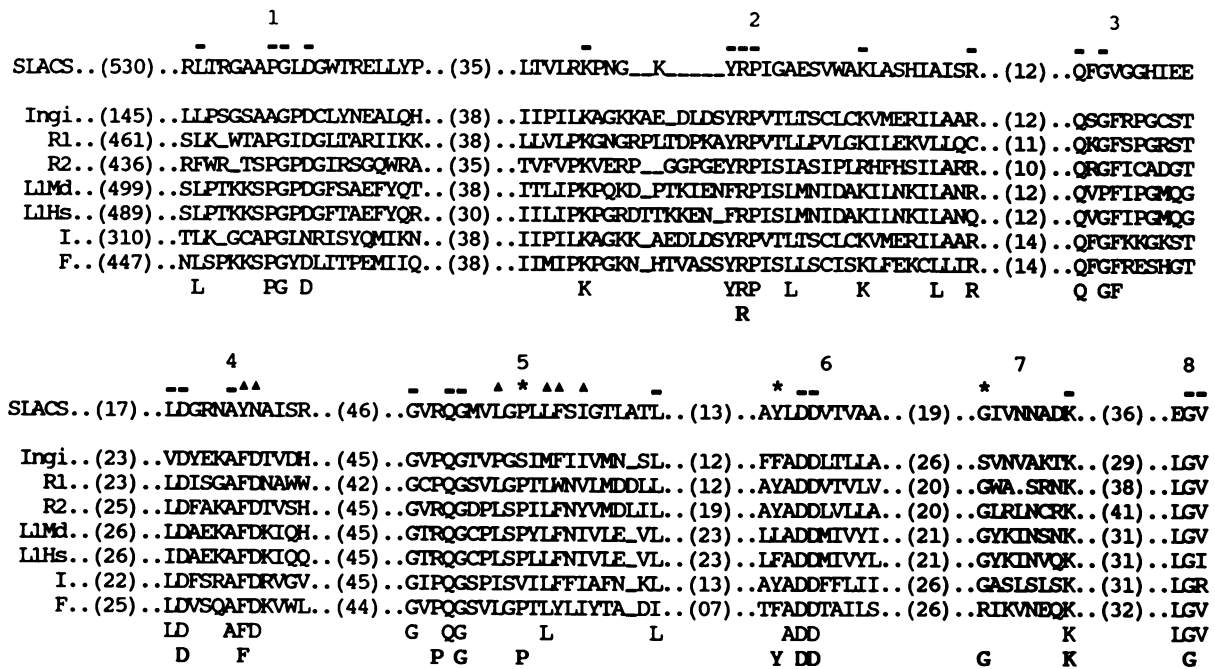 1 2 3
SLACS..(530)..RLTRGAAPGLDGWTRELLYP..(35)..LTVLRKPNG__K_____YRPIGAESVWAKLASHIAISR..(12)..QFGVGGHIEE
Ingi..(145)..LLPSGSAAGPDCLYNEALQH..(38)..IIPILKAGKKAE_DLDSYRPVTLTSCLCKVMERILAAR..(12)..QSGFRPGCST
R1..(461)..SLK_WTAPGIDGLTARIIKK..(38)..LLVLPKGNGRPLTDPKAYRPVTLLPVLGKILEKVLLQC..(11)..QKGFSPGRST
R2..(436)..RFWR_TSPGPDGIRSGQWRA..(35)..TVFVPKVERP__GGPGEYRPISIASIPLRHFHSILARR..(10)..QRGFICADGT
L1Md..(499)..SLPTKKSPGPDGFSAEFYQT..(38)..ITLIPKPQKD_PTKIENFRPISLMNIDAKILNKILANR..(12)..QVPFIPGMQG
L1Hs..(489)..SLPTKKSPGPDGFTAEFYQR..(30)..IILIPKPGRDTTKKEN_FRPISLMNIDAKILNKILANQ..(12)..QVGFIPGMQG
I..(310)..TLK_GCAPGLNRISYQMIKN..(38)..IIPILKAGKK_AEDLDSYRPVTLTSCLCKVMERILAAR..(14)..QFGFKKGKST
F..(447)..NLSPKKSPGYDLITPEMIIQ..(38)..IIMIPKPGKN_HTVASSYRPISLLSCISKLFEKCLLIR..(14)..QFGFRESHGT
L PG D K YRP L K L R Q GF
R
4 5 6 7 8
SLACS..(17)..LDGRNAYNAISR..(46)..GVRQGMVLGPLLFSIGTLATL..(13)..AYLDDVTVAA..(19)..GIVNNADK..(36)..EGV
Ingi..(23)..VDYEKAFDTVDH..(45)..GVPQGTVPGSIMFIIVMN_SL..(12)..FFADDLTLLA..(26)..SVNVAKTK..(29)..LGV
R1..(23)..LDISGAFDNAWW..(42)..GCPQGSVLGPTLWNVLMDDLL..(12)..AYADDVTVLV..(20)..GWA.SRNK..(38)..LGV
R2..(25)..LDFAKAFDTVSH..(45)..GVRQGDPLSPILFNYVMDLIL..(19)..AYADDLVLLA..(20)..GLRLNCRK..(41)..LGV
L1Md..(26)..LDAEKAFDKIQH..(45)..GTRQGCPLSPYLFNIVLE_VL..(23)..LLADDMIVYI..(21)..GYKINSNK..(31)..LGV
L1Hs..(26)..IDAEKAFDKIQQ..(45)..GTRQGCPLSPLLFNIVLE_VL..(23)..LFADDMIVYL..(21)..GYKINVQK..(31)..LGI
I..(22)..LDFSRAFDRVGV..(45)..GIPQGSPISVILFFIAFN_KL..(13)..AYADDFFLII..(26)..GASLSLSK..(31)..LGR
F..(25)..LDVSQAFDKVWL..(44)..GVPQGSVLGPTLYLIYTA_DI..(07)..TFADDTAILS..(26)..RIKVNEQK..(32)..LGV
LD AFD G QG L L ADD K LGV
D F P G P Y DD G K G